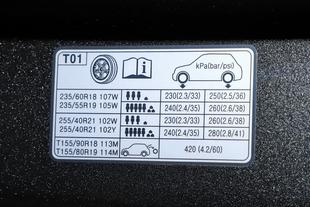 T01
kPa(bar/psi)
235/60R18 107W 230(2.3/33) 250(2.5/36)
235/55R19 105W 240(2.4/35) 260(2.6/38)
255/40R21 102W 230(2.3/33) 260(2.6/38)
255/40R21 102Y 240(2.4/35) 280(2.8/41)
T155/90R18 113M 420 (4.2/60)
T155/80R19 114M